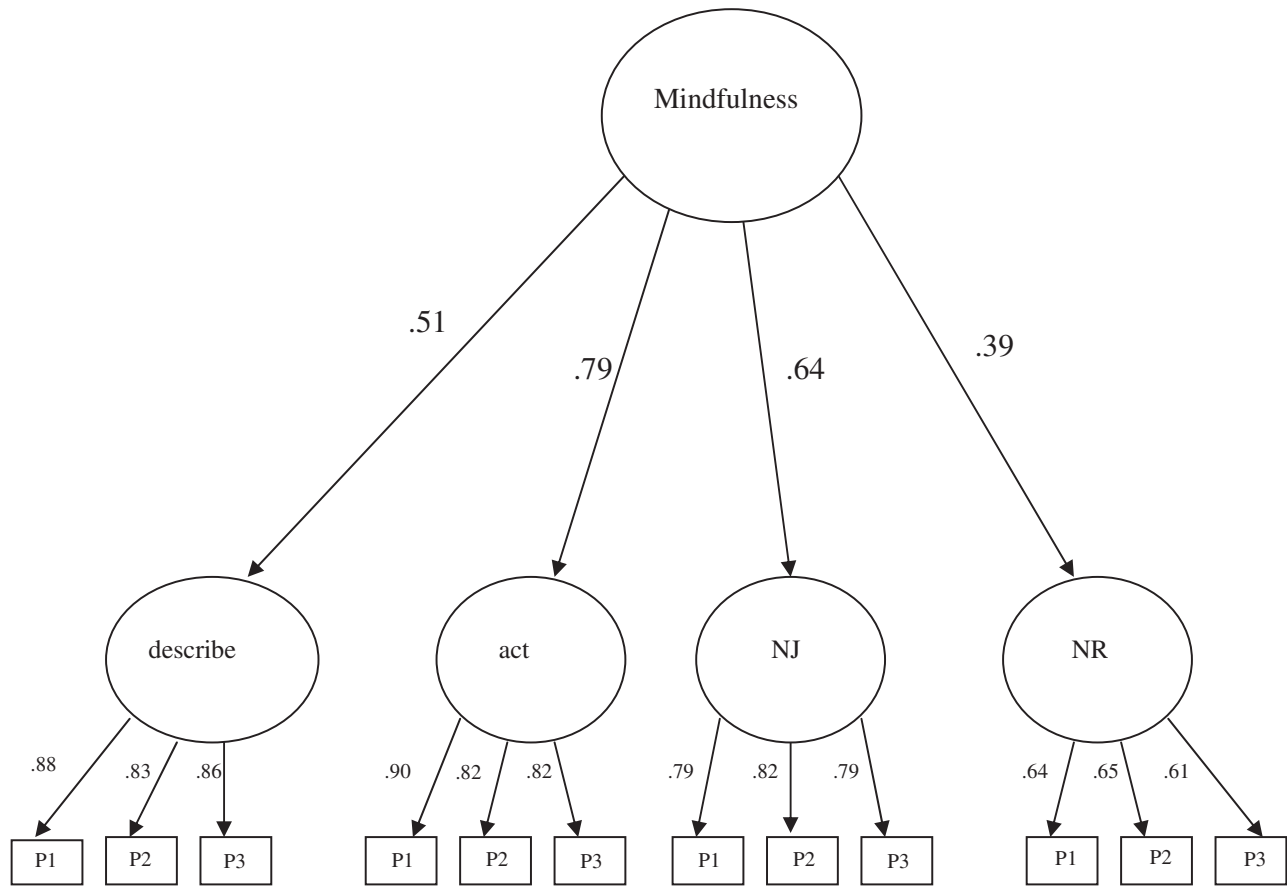 Mindfulness
.51
.79
.64
.39
describe
act
NJ
NR
.88
.83
.86
.90
.82
.82
.79
.82
.79
.64
.65
.61
P1
P2
P3
P1
P2
P3
P1
P2
P3
P1
P2
P3